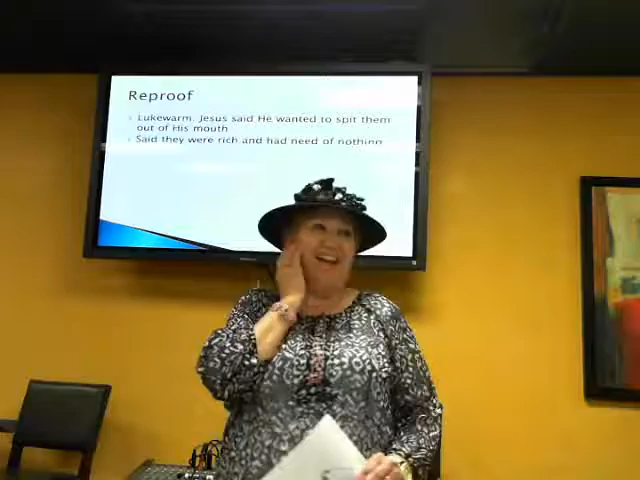 Reproof
Lukewarm. Jesus said He wanted to spit them
out of His mouth
Said they were rich and had need of nothing